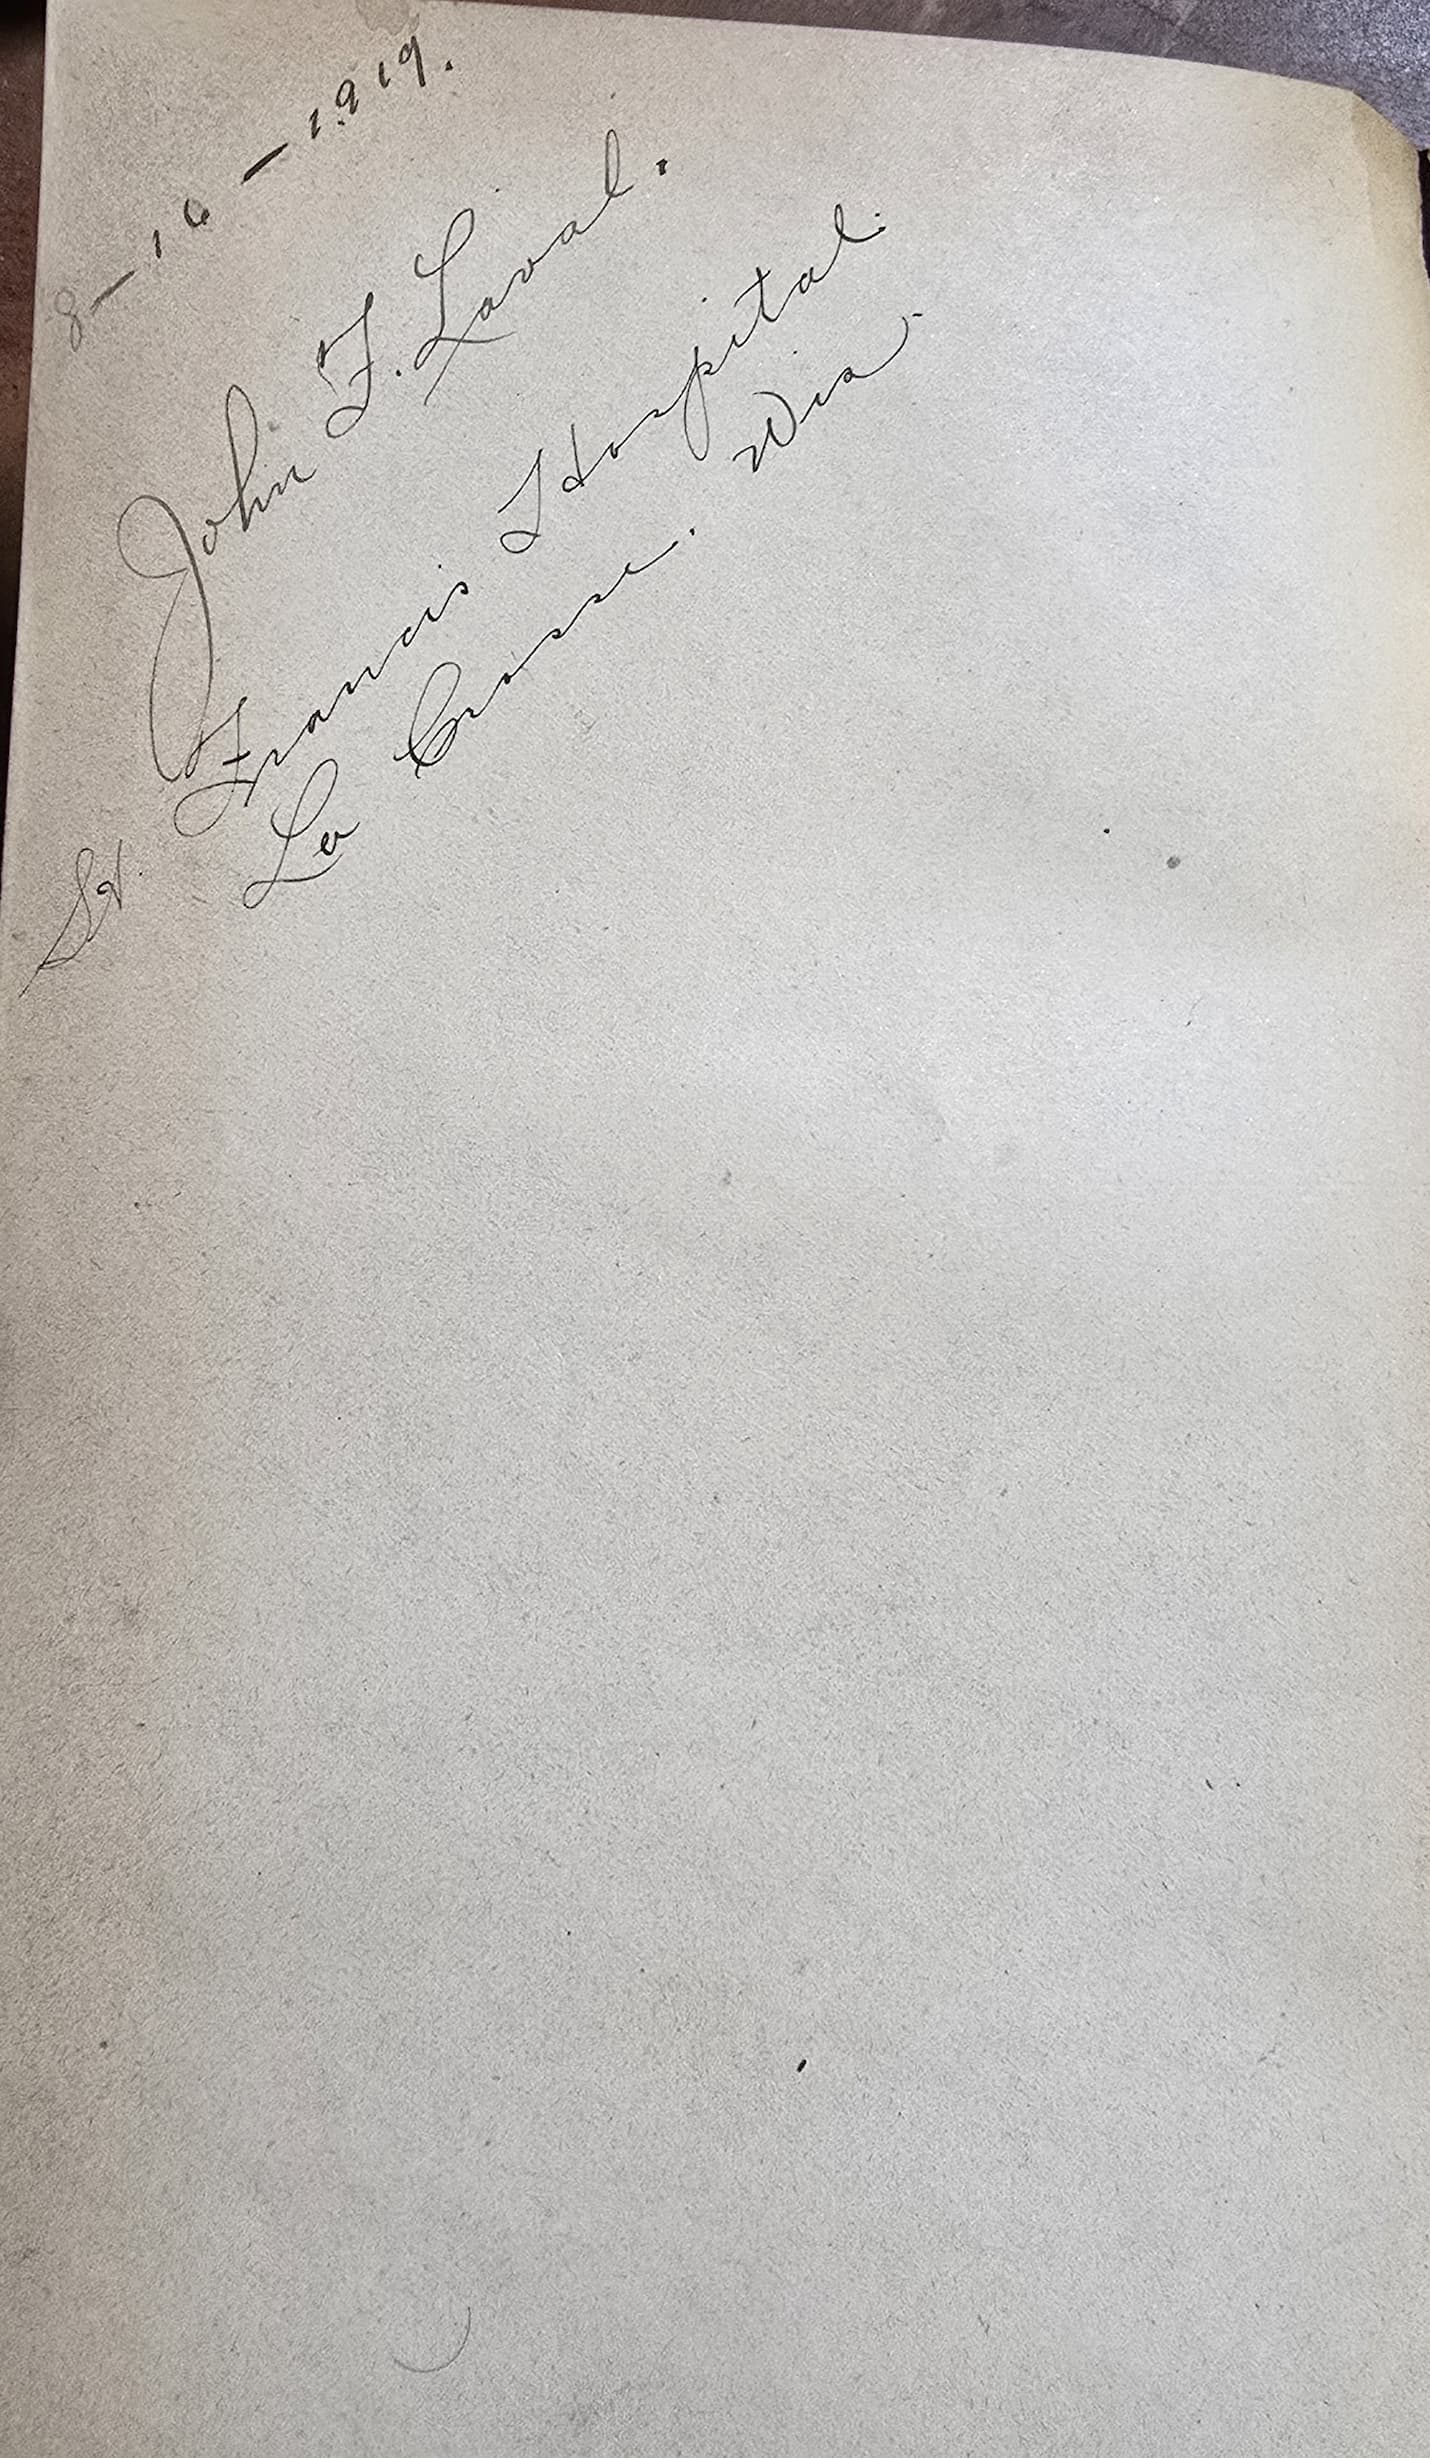 8 — 16 — 1919.
John F. Laval.
St. Francis Hospital.
La Crosse. Wis.